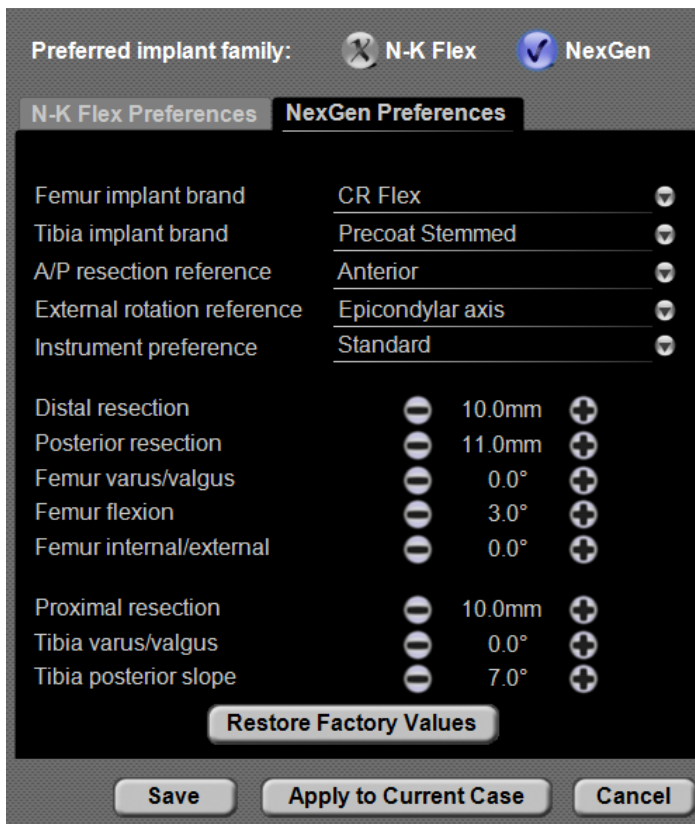 Preferred implant family: N-K Flex NexGen
N-K Flex Preferences NexGen Preferences
Femur implant brand CR Flex
Tibia implant brand Precoat Stemmed
A/P resection reference Anterior
External rotation reference Epicondylar axis
Instrument preference Standard
Distal resection 10.0mm
Posterior resection 11.0mm
Femur varus/valgus 0.0°
Femur flexion 3.0°
Femur internal/external 0.0°
Proximal resection 10.0mm
Tibia varus/valgus 0.0°
Tibia posterior slope 7.0°
Restore Factory Values
Save Apply to Current Case Cancel